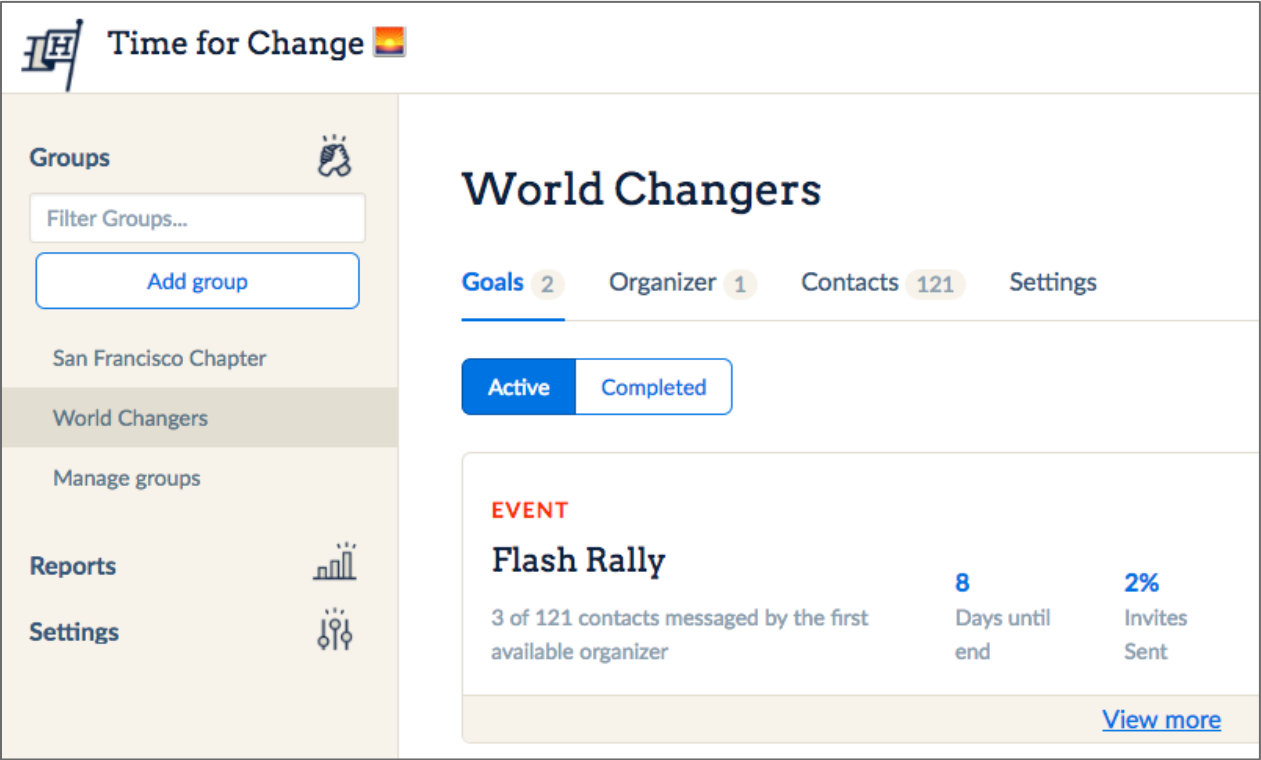 H
Time for Change 🌅
Groups
Filter Groups...
Add group
San Francisco Chapter
World Changers
Manage groups
Reports
Settings
World Changers
Goals 2 Organizer 1 Contacts 121 Settings
Active Completed
EVENT
Flash Rally
3 of 121 contacts messaged by the first
available organizer
8
Days until
end
2%
Invites
Sent
View more